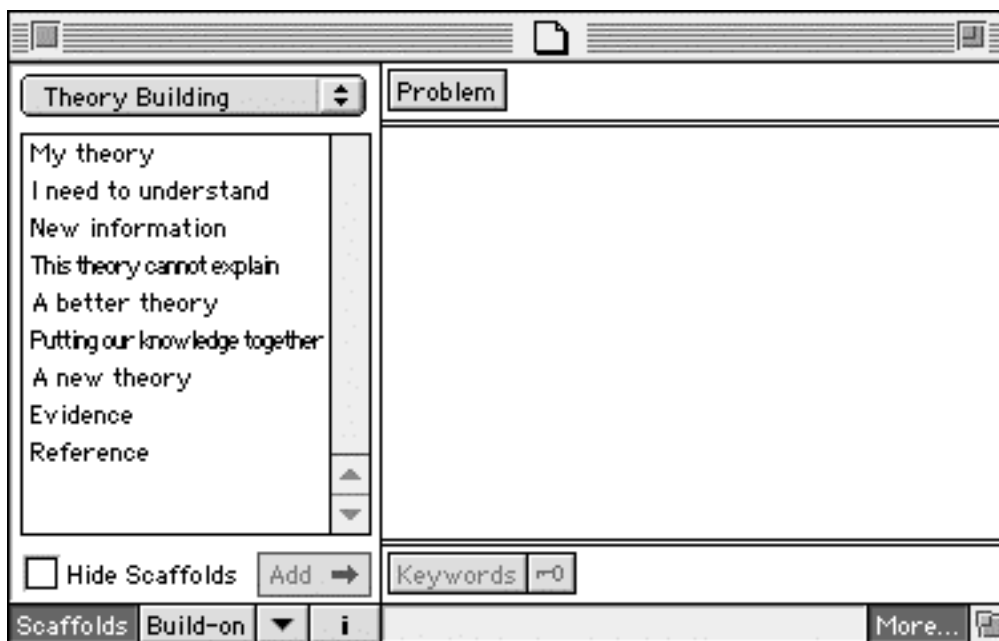 Theory Building
Problem
My theory
I need to understand
New information
This theory cannot explain
A better theory
Putting our knowledge together
A new theory
Evidence
Reference
Hide Scaffolds
Add
Keywords
Scaffolds
Build-on
i
More...